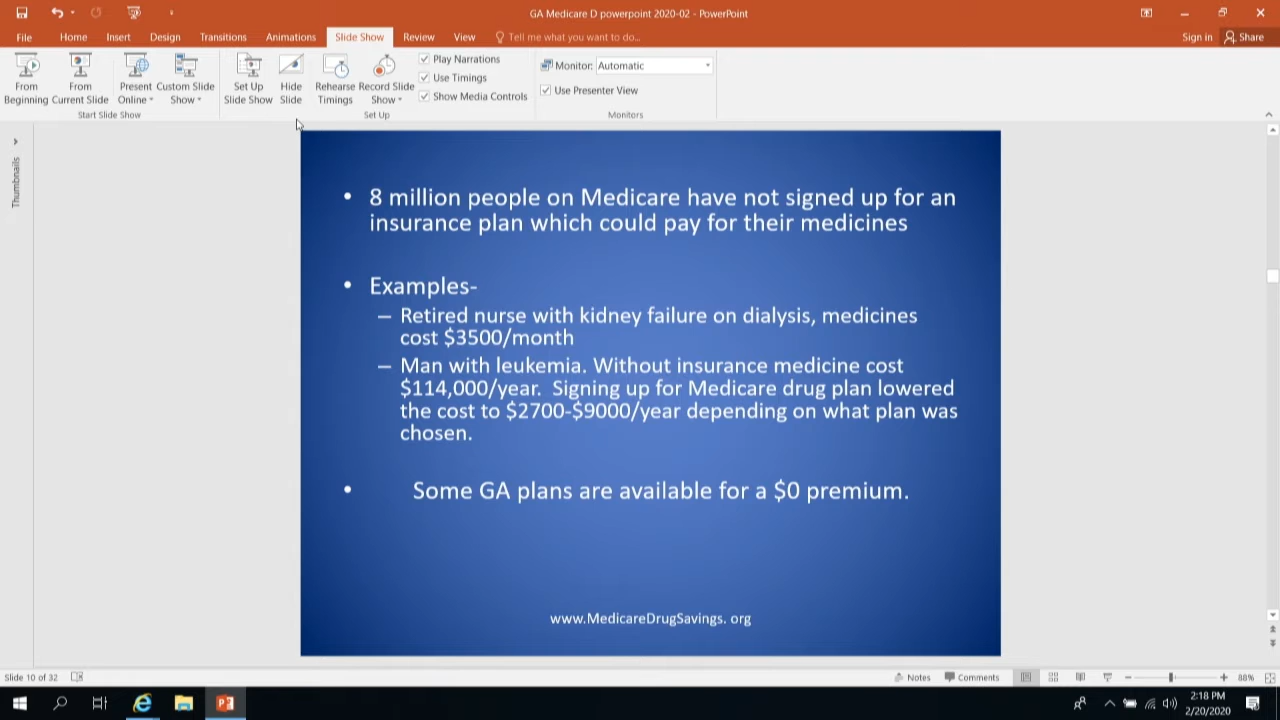 GA Medicare D powerpoint 2020-02 - PowerPoint
File Home Insert Design Transitions Animations Slide Show Review View Tell me what you want to do... Sign in Share
From Beginning
From Current Slide
Present Online
Custom Slide Show
Set Up Slide Show
Hide Slide
Rehearse Timings
Record Slide Show
Play Narrations
Use Timings
Show Media Controls
Monitor: Automatic
Use Presenter View
Start Slide Show
Set Up
Monitors
Thumbnails
• 8 million people on Medicare have not signed up for an
insurance plan which could pay for their medicines
• Examples-
– Retired nurse with kidney failure on dialysis, medicines
cost $3500/month
– Man with leukemia. Without insurance medicine cost
$114,000/year. Signing up for Medicare drug plan lowered
the cost to $2700-$9000/year depending on what plan was
chosen.
• Some GA plans are available for a $0 premium.
www.MedicareDrugSavings. org
Slide 10 of 32
Notes Comments 88%
2:18 PM
2/20/2020